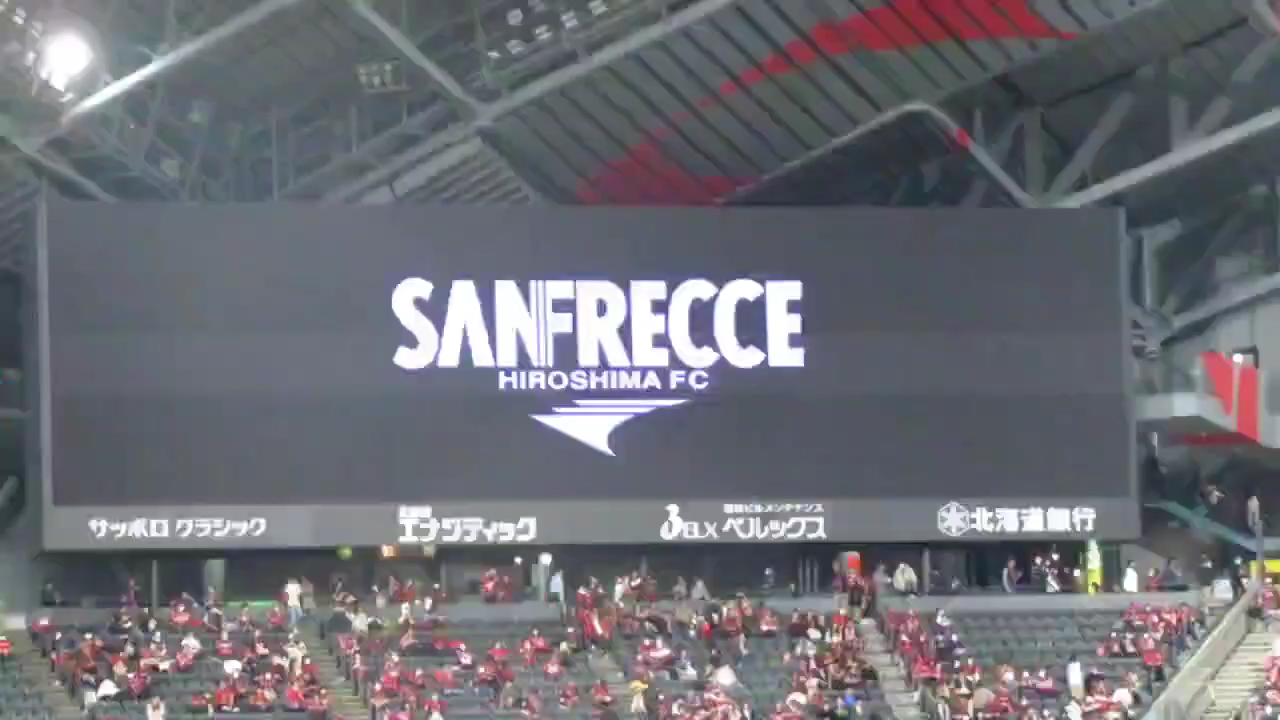 SANFRECCE
HIROSHIMA FC
サッポロ クラシック
エナジティック
BELX ベルックス
北海道銀行